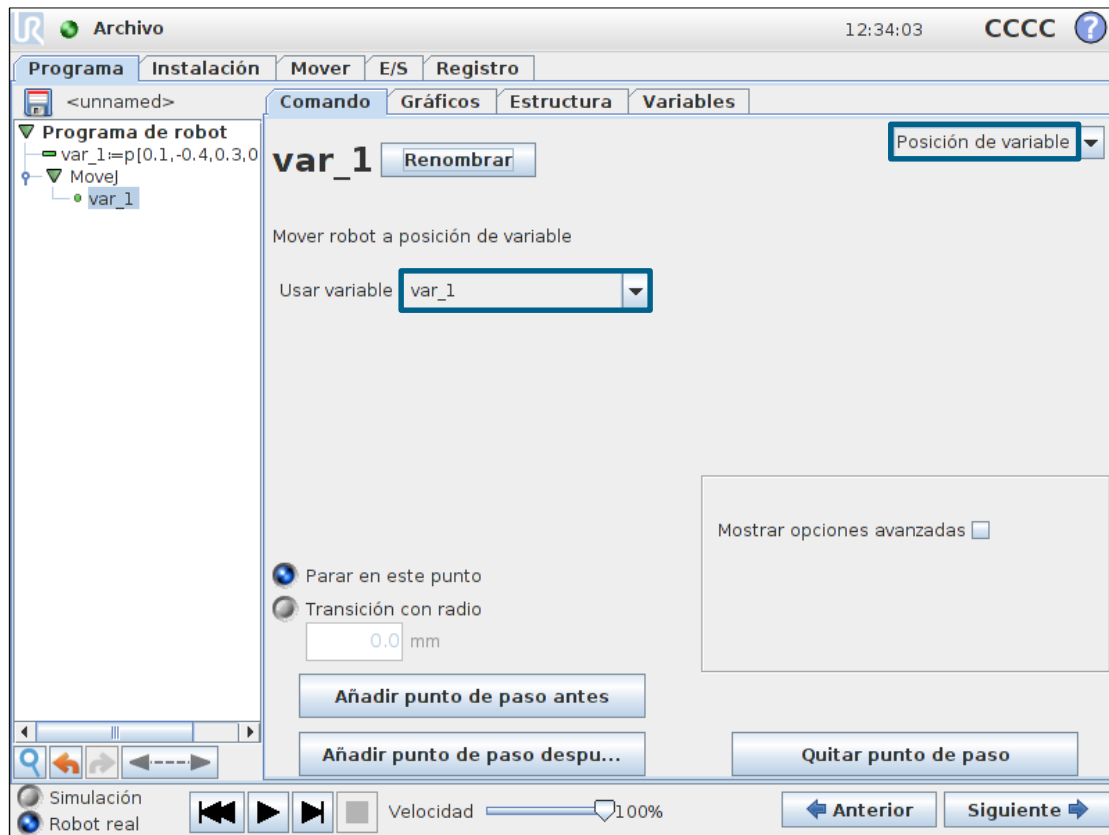 UR Archivo 12:34:03 CCCC ?
Programa Instalación Mover E/S Registro
<unnamed>
Comando Gráficos Estructura Variables
Programa de robot
var_1:=p[0.1,-0.4,0.3,0
MoveJ
var_1
var_1 Renombrar
Posición de variable
Mover robot a posición de variable
Usar variable var_1
Mostrar opciones avanzadas
Parar en este punto
Transición con radio
0.0 mm
Añadir punto de paso antes
Añadir punto de paso despu...
Quitar punto de paso
Simulación
Robot real
Velocidad 100%
Anterior Siguiente